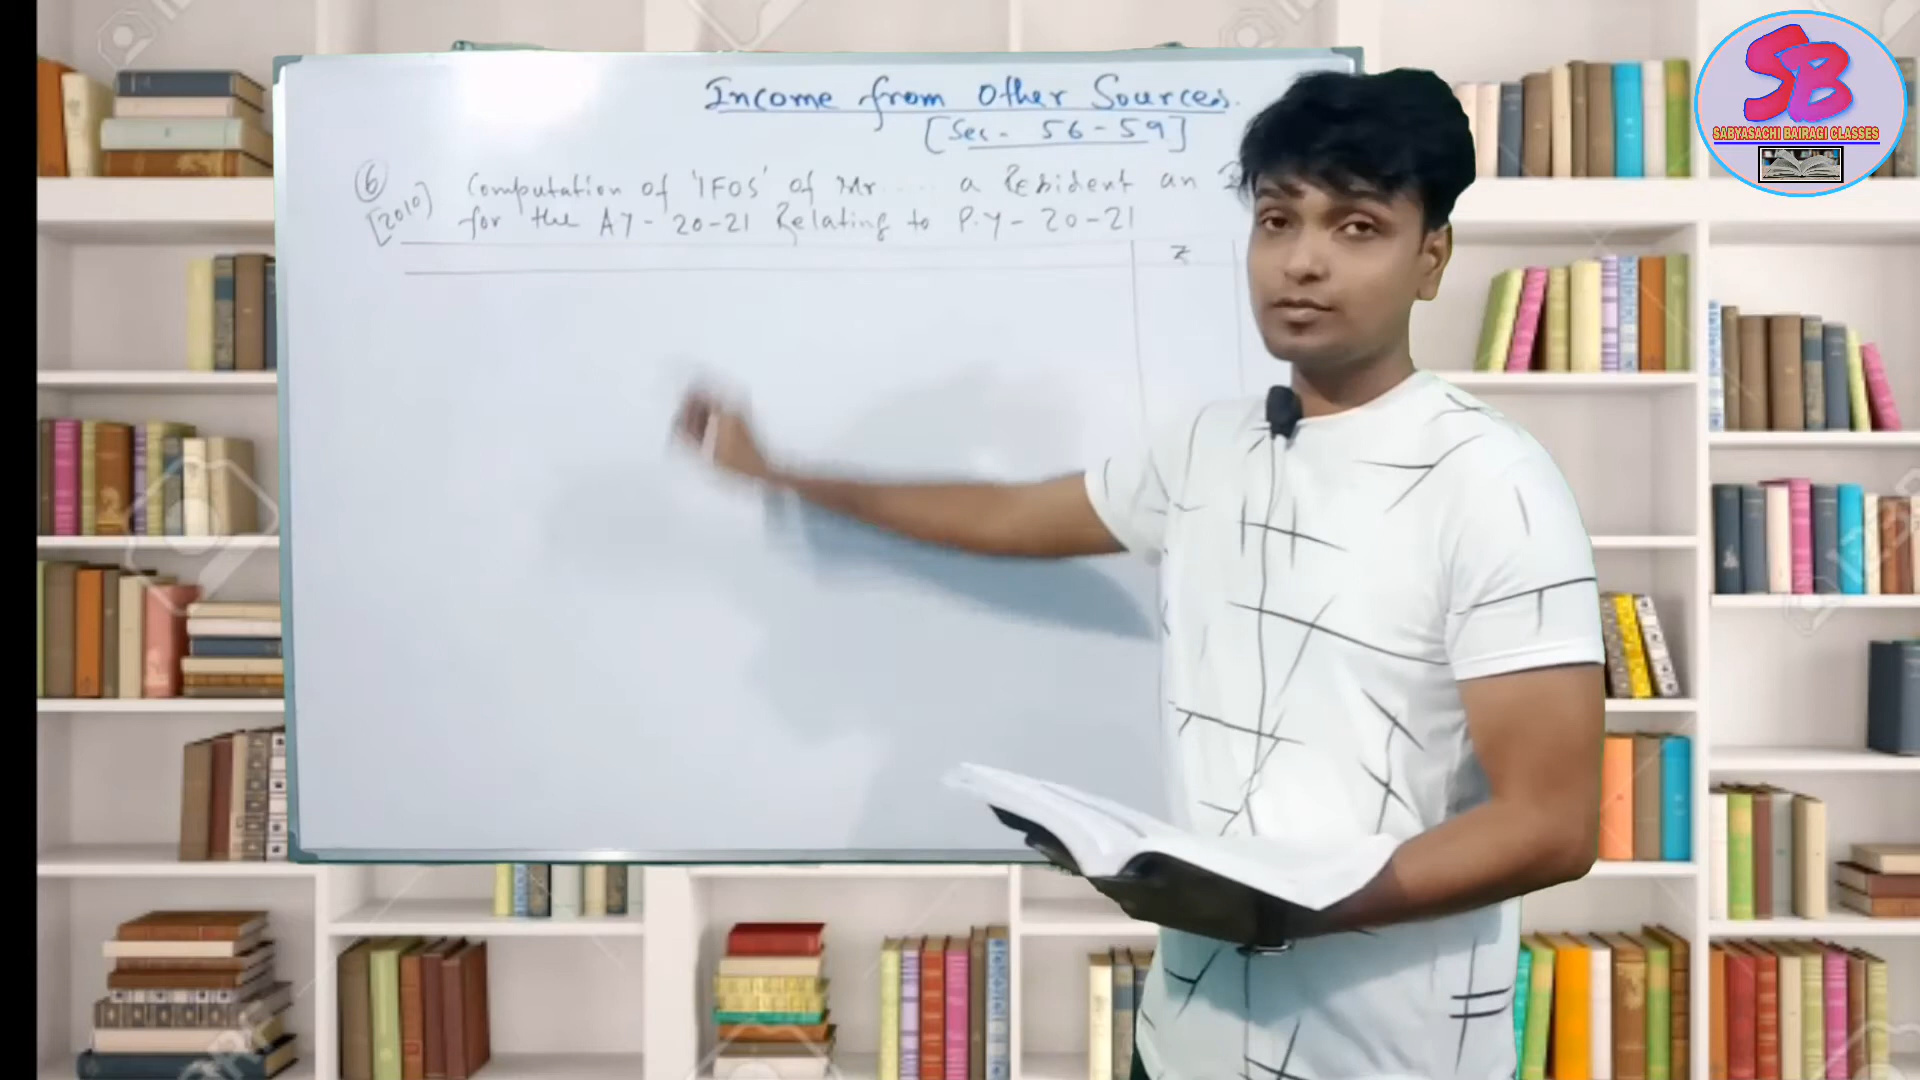 Income from Other Sources.
[Sec. 56-59]
6
[2010]
Computation of 'IFOS' of Mr ..... a Resident an
for the AY- 20-21 Relating to P.Y- 20-21
₹
SB
SABYASACHI BAIRAGI CLASSES